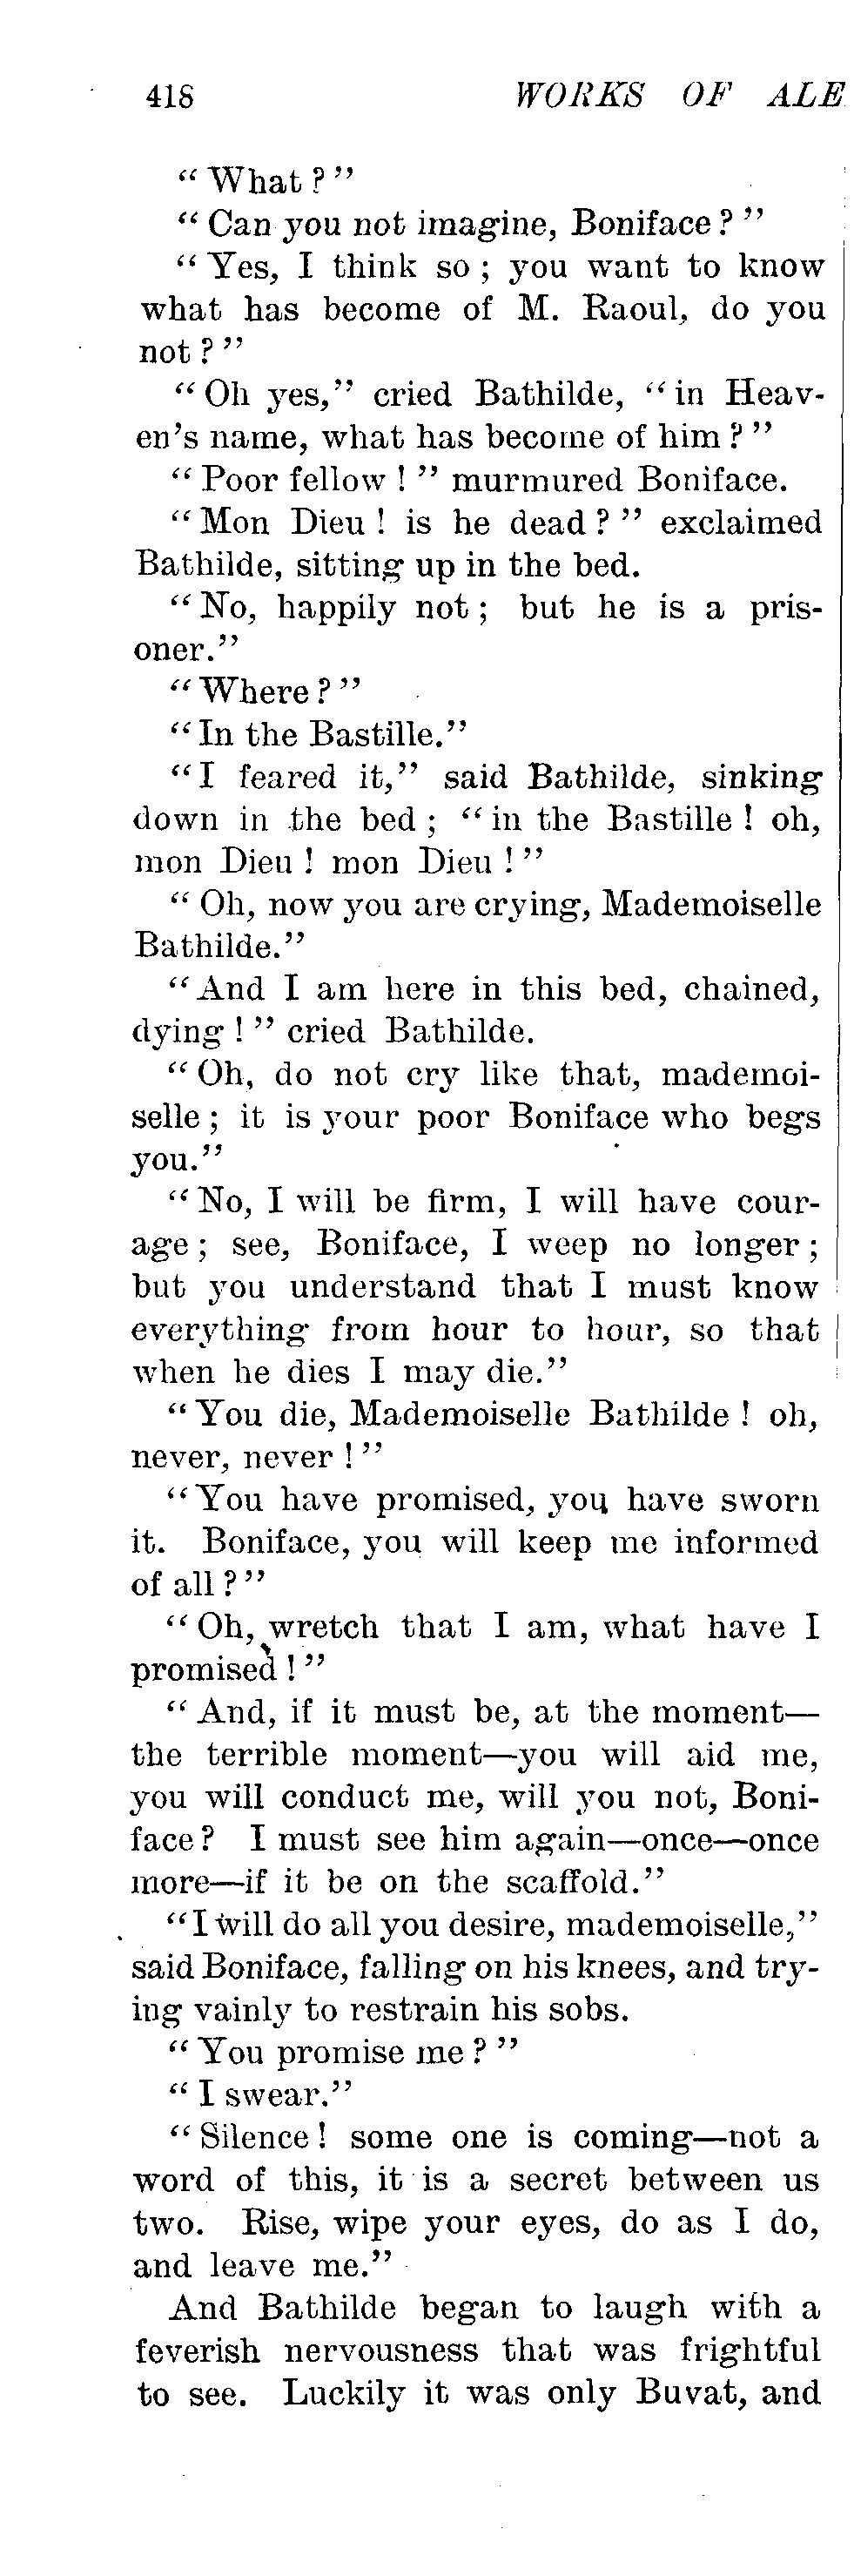 418 WORKS OF ALE
“ What ? ”
“ Can you not imagine, Boniface ? ”
“ Yes, I think so ; you want to know
what has become of M. Raoul, do you
not ? ”
“ Oh yes,” cried Bathilde, “ in Heav-
en’s name, what has become of him ? ”
“ Poor fellow ! ” murmured Boniface.
“ Mon Dieu ! is he dead ? ” exclaimed
Bathilde, sitting up in the bed.
“ No, happily not ; but he is a pris-
oner.”
“ Where ? ”
“ In the Bastille.”
“ I feared it,” said Bathilde, sinking
down in the bed ; “ in the Bastille ! oh,
mon Dieu ! mon Dieu ! ”
“ Oh, now you are crying, Mademoiselle
Bathilde.”
“ And I am here in this bed, chained,
dying ! ” cried Bathilde.
“ Oh, do not cry like that, mademoi-
selle ; it is your poor Boniface who begs
you.”
“ No, I will be firm, I will have cour-
age ; see, Boniface, I weep no longer ;
but you understand that I must know
everything from hour to hour, so that
when he dies I may die.”
“ You die, Mademoiselle Bathilde ! oh,
never, never ! ”
“ You have promised, you have sworn
it. Boniface, you will keep me informed
of all ? ”
“ Oh, wretch that I am, what have I
promised ! ”
“ And, if it must be, at the moment—
the terrible moment—you will aid me,
you will conduct me, will you not, Boni-
face ? I must see him again—once—once
more—if it be on the scaffold.”
“ I will do all you desire, mademoiselle,”
said Boniface, falling on his knees, and try-
ing vainly to restrain his sobs.
“ You promise me ? ”
“ I swear.”
“ Silence ! some one is coming—not a
word of this, it is a secret between us
two. Rise, wipe your eyes, do as I do,
and leave me.”
And Bathilde began to laugh with a
feverish nervousness that was frightful
to see. Luckily it was only Buvat, and